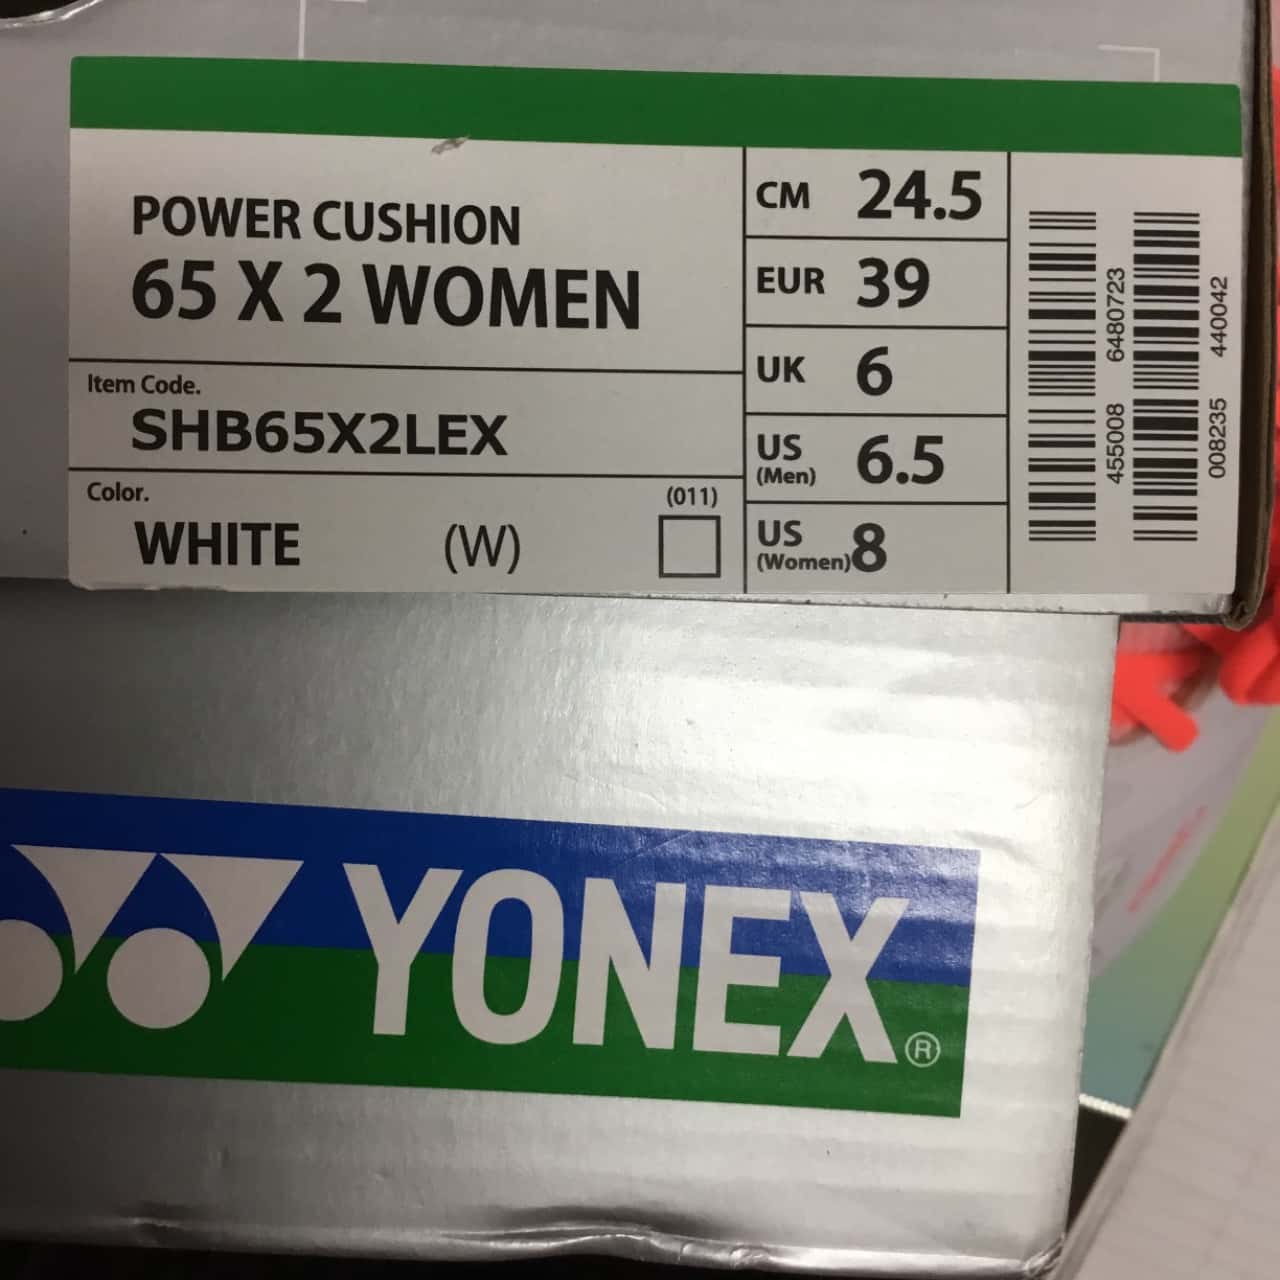 POWER CUSHION
65 X 2 WOMEN
Item Code.
SHB65X2LEX
Color.
WHITE (W) (011)
CM 24.5
EUR 39
UK 6
US (Men) 6.5
US (Women) 8
455008 6480723
008235 440042
YONEX®